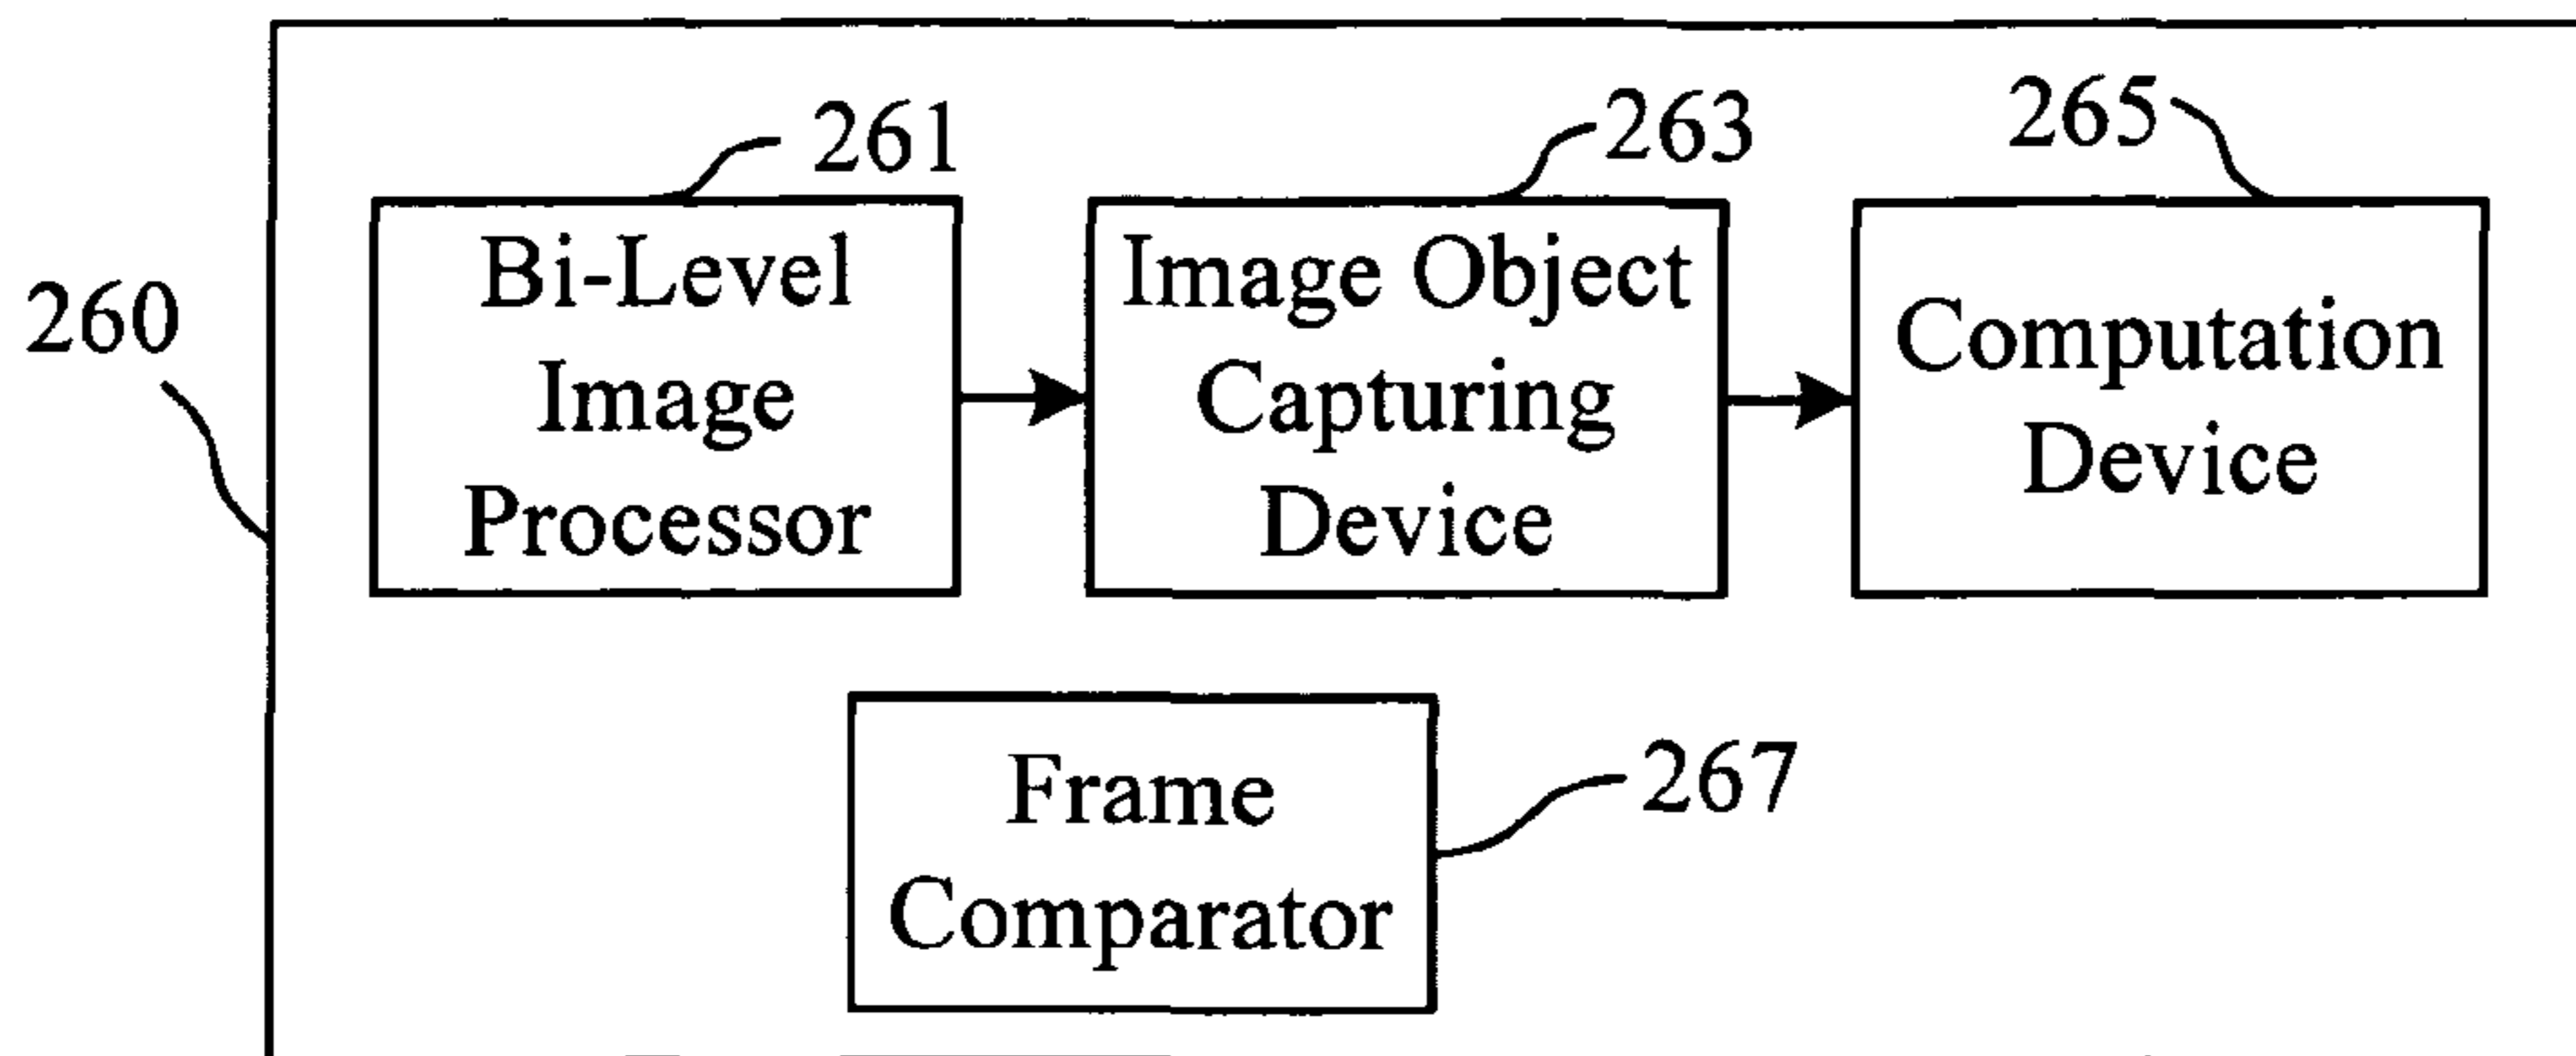 261
263
265
260
Bi-Level
Image
Processor
Image Object
Capturing
Device
Computation
Device
Frame
Comparator
267